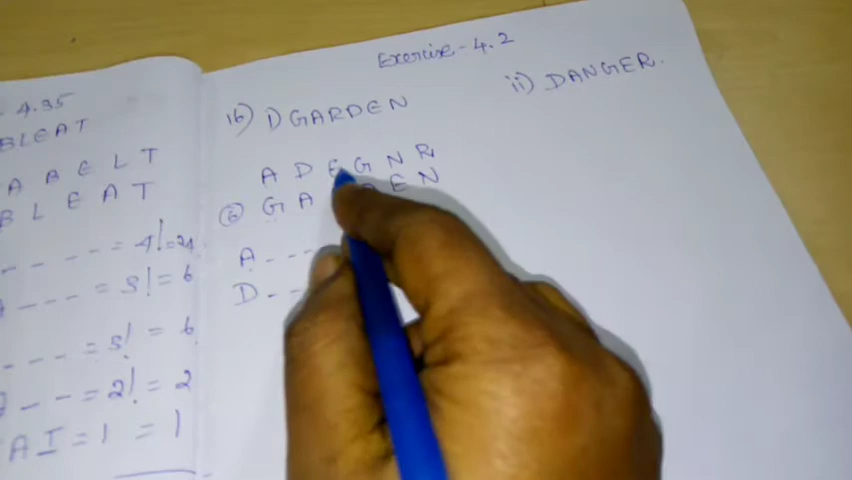 Exercise - 4.2
- 4.35
BLEAT
A B E L T
B L E A T
_ _ _ _ = 4! = 24
_ _ _ = 3! = 6
_ _ _ = 3! = 6
_ _ _ = 2! = 2
A I = 1 = 1
16) i) GARDEN
ii) DANGER.
A D E G N R
G A EN
A - - -
D - -